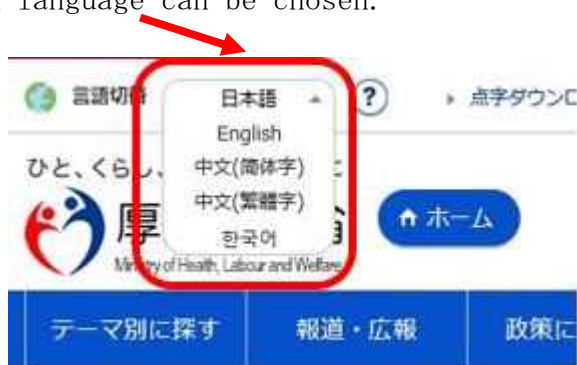 language can be chosen.
言語切替 日本語 ? 点字ダウンロ
English
ひと、くらし、 中文(简体字)
中文(繁體字)
厚 ホーム
한국어
Ministry of Health, Labour and Welfare
テーマ別に探す 報道・広報 政策に